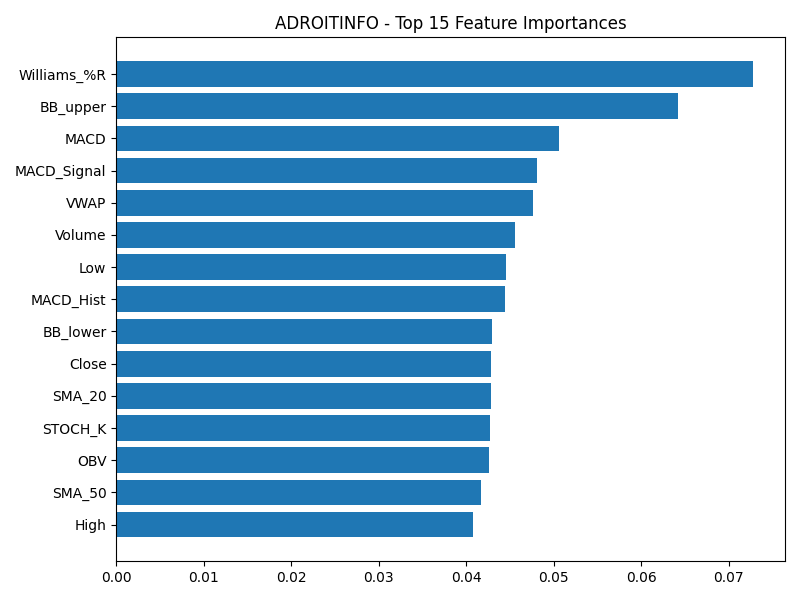 ADROITINFO - Top 15 Feature Importances
Williams_%R
BB_upper
MACD
MACD_Signal
VWAP
Volume
Low
MACD_Hist
BB_lower
Close
SMA_20
STOCH_K
OBV
SMA_50
High
0.00 0.01 0.02 0.03 0.04 0.05 0.06 0.07